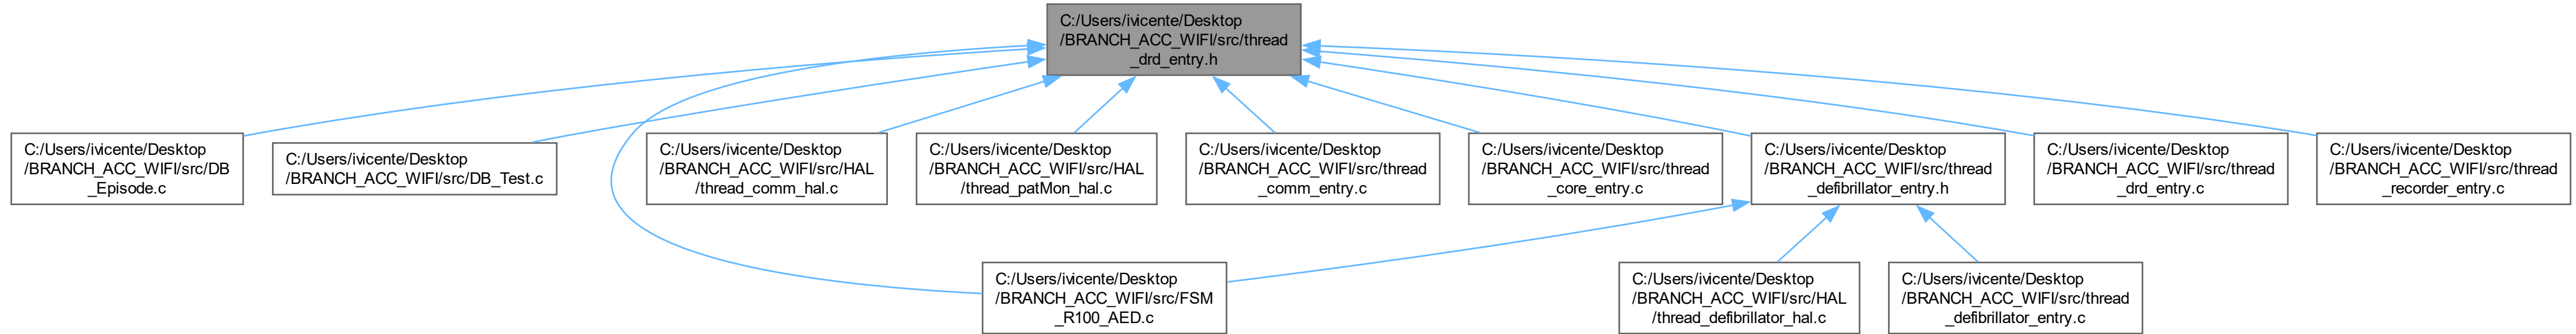 C:/Users/ivicente/Desktop
/BRANCH_ACC_WIFI/src/thread
_drd_entry.h
C:/Users/ivicente/Desktop
/BRANCH_ACC_WIFI/src/DB
_Episode.c
C:/Users/ivicente/Desktop
/BRANCH_ACC_WIFI/src/DB_Test.c
C:/Users/ivicente/Desktop
/BRANCH_ACC_WIFI/src/HAL
/thread_comm_hal.c
C:/Users/ivicente/Desktop
/BRANCH_ACC_WIFI/src/HAL
/thread_patMon_hal.c
C:/Users/ivicente/Desktop
/BRANCH_ACC_WIFI/src/thread
_comm_entry.c
C:/Users/ivicente/Desktop
/BRANCH_ACC_WIFI/src/thread
_core_entry.c
C:/Users/ivicente/Desktop
/BRANCH_ACC_WIFI/src/thread
_defibrillator_entry.h
C:/Users/ivicente/Desktop
/BRANCH_ACC_WIFI/src/thread
_drd_entry.c
C:/Users/ivicente/Desktop
/BRANCH_ACC_WIFI/src/thread
_recorder_entry.c
C:/Users/ivicente/Desktop
/BRANCH_ACC_WIFI/src/FSM
_R100_AED.c
C:/Users/ivicente/Desktop
/BRANCH_ACC_WIFI/src/HAL
/thread_defibrillator_hal.c
C:/Users/ivicente/Desktop
/BRANCH_ACC_WIFI/src/thread
_defibrillator_entry.c